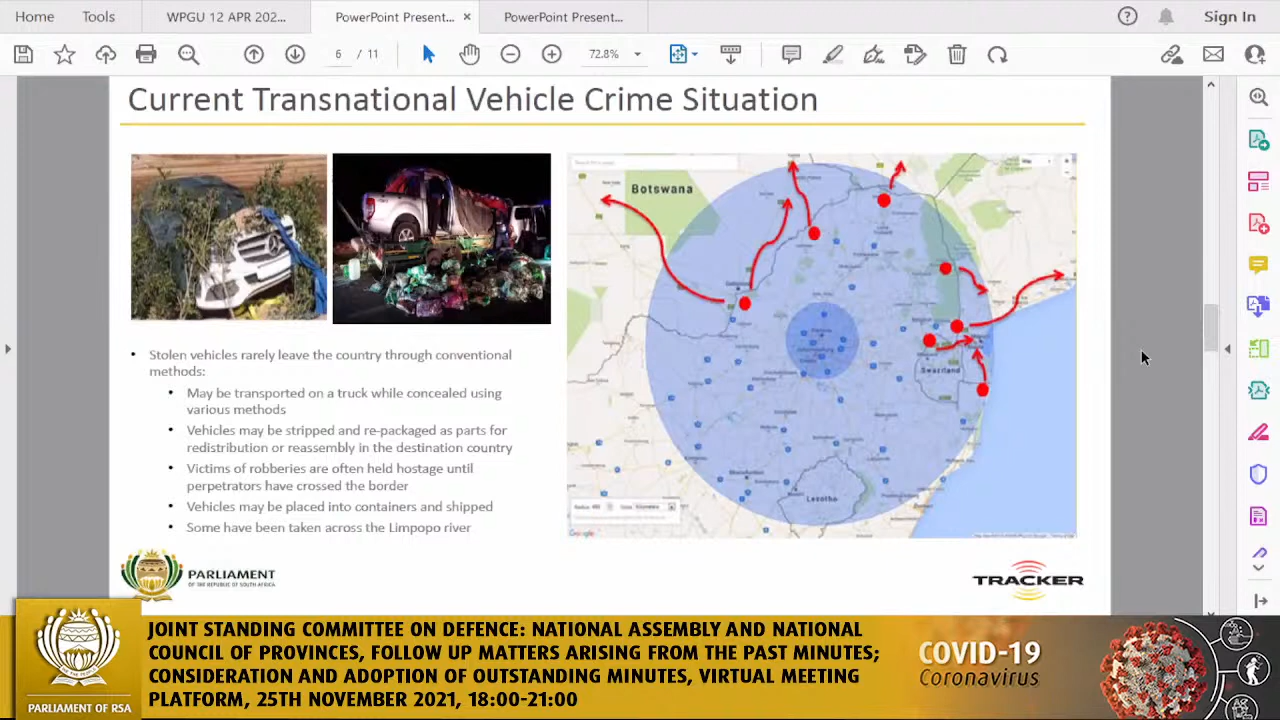 Home
Tools
WPGU 12 APR 202...
PowerPoint Present...
PowerPoint Present...
Sign In
6 / 11
72.8%
Current Transnational Vehicle Crime Situation
Botswana
Swaziland
Lesotho
Google
• Stolen vehicles rarely leave the country through conventional
methods:
• May be transported on a truck while concealed using
various methods
• Vehicles may be stripped and re-packaged as parts for
redistribution or reassembly in the destination country
• Victims of robberies are often held hostage until
perpetrators have crossed the border
• Vehicles may be placed into containers and shipped
• Some have been taken across the Limpopo river
PARLIAMENT
OF THE REPUBLIC OF SOUTH AFRICA
TRACKER
JOINT STANDING COMMITTEE ON DEFENCE: NATIONAL ASSEMBLY AND NATIONAL
COUNCIL OF PROVINCES, FOLLOW UP MATTERS ARISING FROM THE PAST MINUTES;
CONSIDERATION AND ADOPTION OF OUTSTANDING MINUTES, VIRTUAL MEETING
PLATFORM, 25TH NOVEMBER 2021, 18:00-21:00
PARLIAMENT OF RSA
COVID-19
Coronavirus